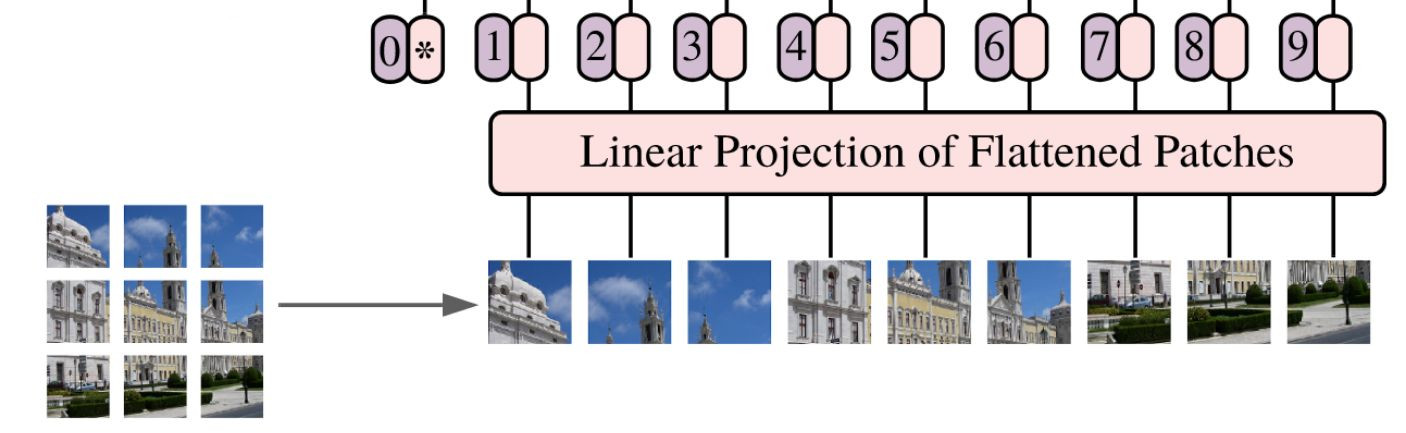 0 * 1 2 3 4 5 6 7 8 9
Linear Projection of Flattened Patches